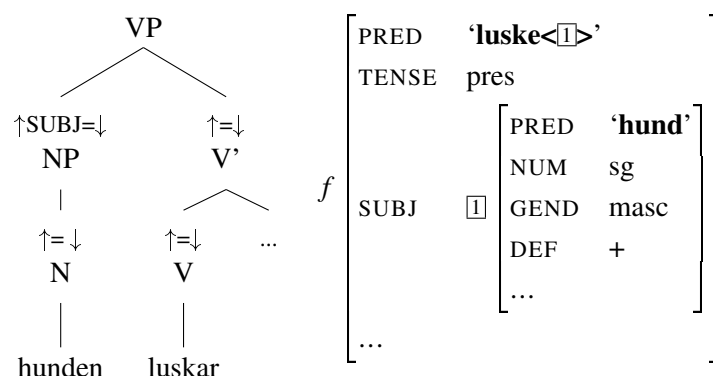 VP
↑SUBJ=↓ ↑=↓
NP V’
↑=↓ ↑=↓ ...
N V
hunden luskar
f
PRED ‘luske<1>’
TENSE pres
SUBJ 1
PRED ‘hund’
NUM sg
GEND masc
DEF +
...
...